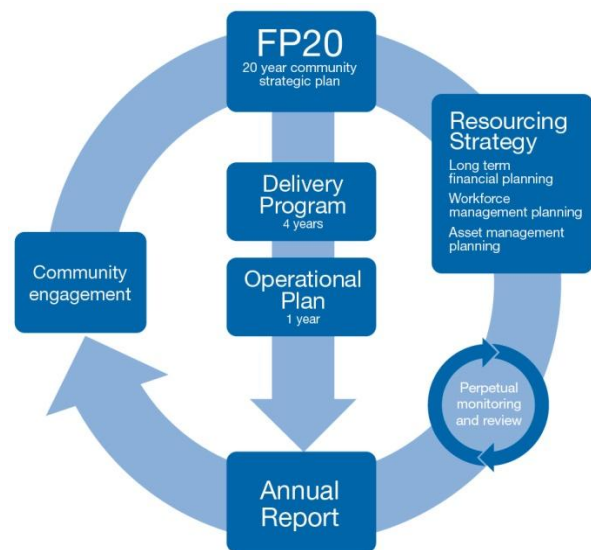 FP20
20 year community
strategic plan
Resourcing
Strategy
Long term
financial planning
Workforce
management planning
Asset management
planning
Delivery
Program
4 years
Community
engagement
Operational
Plan
1 year
Perpetual
monitoring
and review
Annual
Report